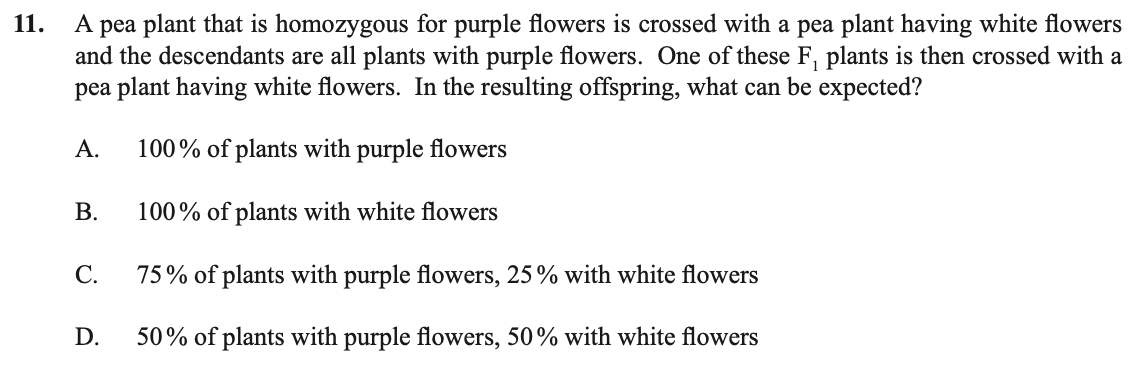 11. A pea plant that is homozygous for purple flowers is crossed with a pea plant having white flowers
and the descendants are all plants with purple flowers. One of these F₁ plants is then crossed with a
pea plant having white flowers. In the resulting offspring, what can be expected?
A. 100% of plants with purple flowers
B. 100% of plants with white flowers
C. 75% of plants with purple flowers, 25% with white flowers
D. 50% of plants with purple flowers, 50% with white flowers